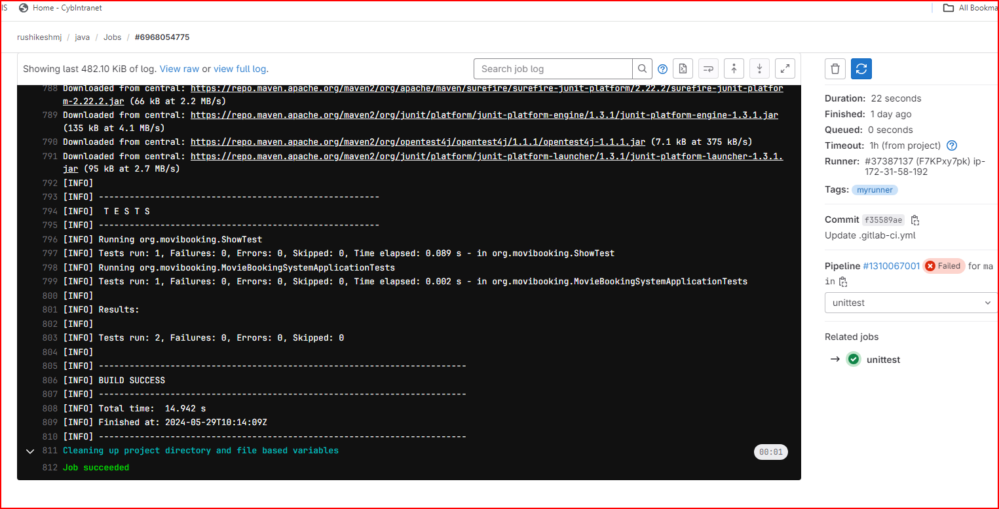 IS Home - CybIntranet All Bookma
rushikeshmj / java / Jobs / #6968054775
Showing last 482.10 KiB of log. View raw or view full log.
Search job log
788 Downloaded from central: https://repo.maven.apache.org/maven2/org/apache/maven/surefire/surefire-junit-platform/2.22.2/surefire-junit-platfor
m-2.22.2.jar (66 kB at 2.2 MB/s)
789 Downloaded from central: https://repo.maven.apache.org/maven2/org/junit/platform/junit-platform-engine/1.3.1/junit-platform-engine-1.3.1.jar
(135 kB at 4.1 MB/s)
790 Downloaded from central: https://repo.maven.apache.org/maven2/org/opentest4j/opentest4j/1.1.1/opentest4j-1.1.1.jar (7.1 kB at 375 kB/s)
791 Downloaded from central: https://repo.maven.apache.org/maven2/org/junit/platform/junit-platform-launcher/1.3.1/junit-platform-launcher-1.3.1.
jar (95 kB at 2.7 MB/s)
792 [INFO]
793 [INFO] -------------------------------------------------------
794 [INFO]  T E S T S
795 [INFO] -------------------------------------------------------
796 [INFO] Running org.movibooking.ShowTest
797 [INFO] Tests run: 1, Failures: 0, Errors: 0, Skipped: 0, Time elapsed: 0.089 s - in org.movibooking.ShowTest
798 [INFO] Running org.movibooking.MovieBookingSystemApplicationTests
799 [INFO] Tests run: 1, Failures: 0, Errors: 0, Skipped: 0, Time elapsed: 0.002 s - in org.movibooking.MovieBookingSystemApplicationTests
800 [INFO]
801 [INFO] Results:
802 [INFO]
803 [INFO] Tests run: 2, Failures: 0, Errors: 0, Skipped: 0
804 [INFO]
805 [INFO] ------------------------------------------------------------------------
806 [INFO] BUILD SUCCESS
807 [INFO] ------------------------------------------------------------------------
808 [INFO] Total time:  14.942 s
809 [INFO] Finished at: 2024-05-29T10:14:09Z
810 [INFO] ------------------------------------------------------------------------
811 Cleaning up project directory and file based variables 00:01
812 Job succeeded
Duration: 22 seconds
Finished: 1 day ago
Queued: 0 seconds
Timeout: 1h (from project)
Runner: #37387137 (F7KPxy7pk) ip-
172-31-58-192
Tags: myrunner
Commit f35589ae
Update .gitlab-ci.yml
Pipeline #1310067001 Failed for ma
in
unittest
Related jobs
unittest